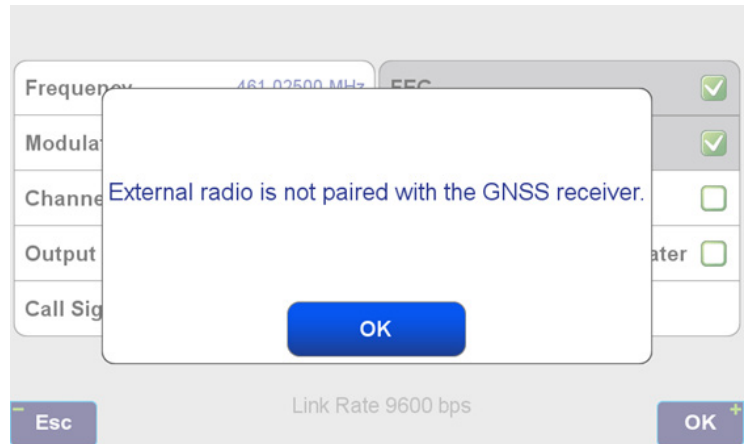 Frequency 461.02500 MHz FEC
Modula
Channe
Output ater
Call Sig
External radio is not paired with the GNSS receiver.
OK
Link Rate 9600 bps
Esc
OK